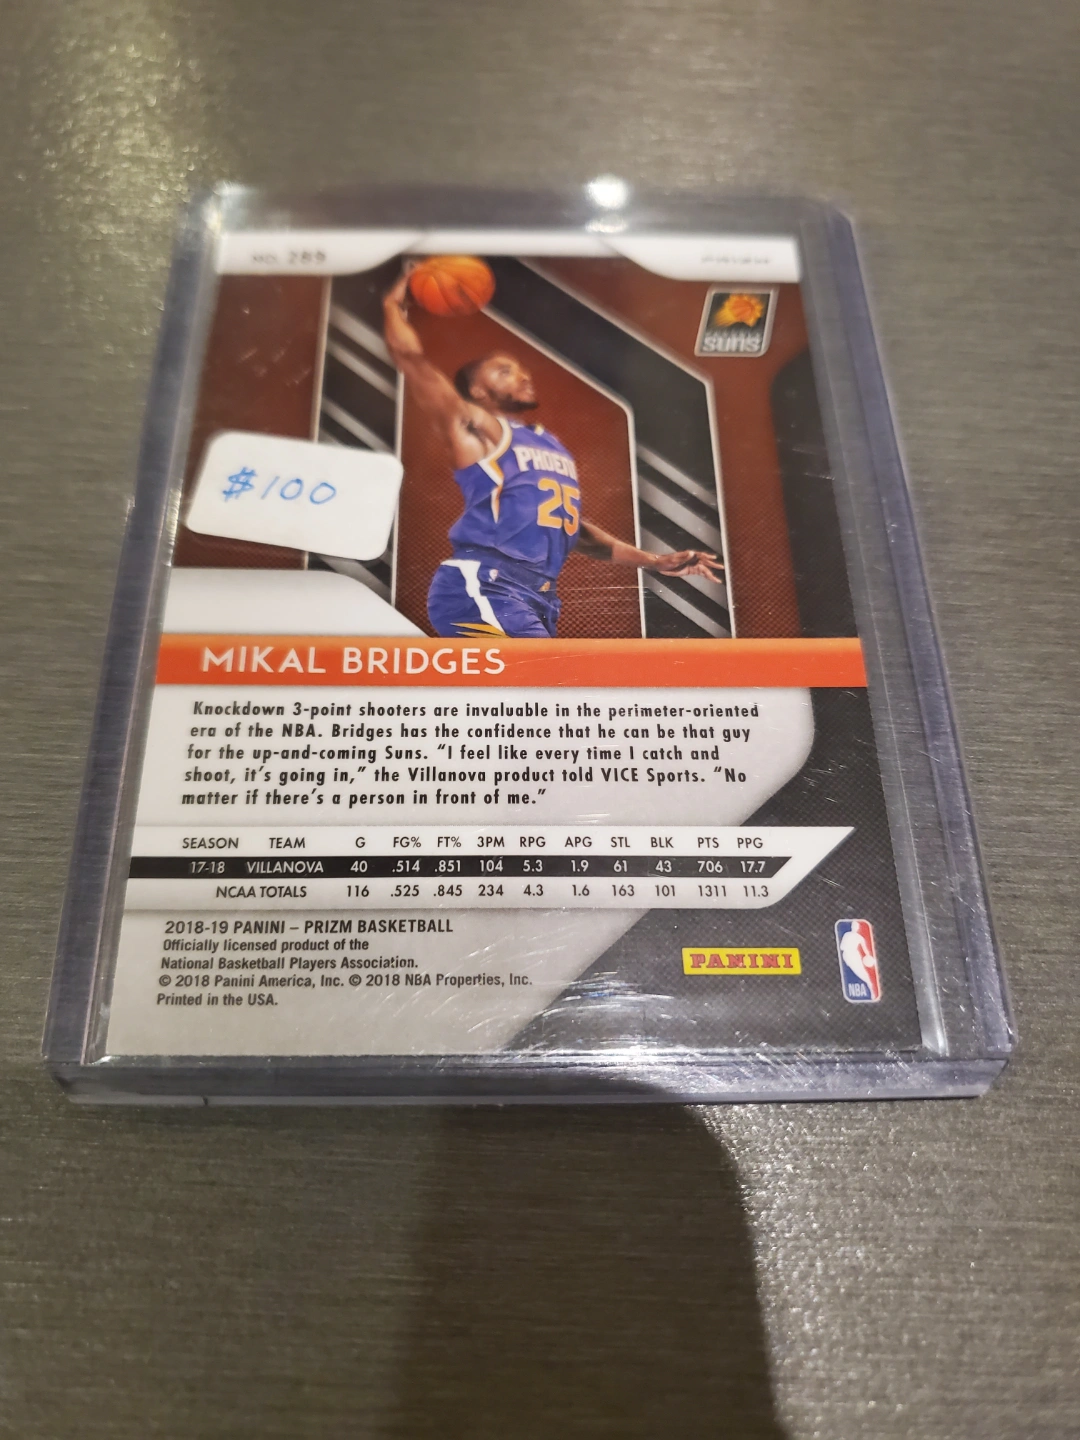 NO. 289
PRIZM
SUNS
$100
PHOENIX
25
MIKAL BRIDGES
Knockdown 3-point shooters are invaluable in the perimeter-oriented
era of the NBA. Bridges has the confidence that he can be that guy
for the up-and-coming Suns. “I feel like every time I catch and
shoot, it’s going in,” the Villanova product told VICE Sports. “No
matter if there’s a person in front of me.”
SEASON TEAM G FG% FT% 3PM RPG APG STL BLK PTS PPG
17-18 VILLANOVA 40 .514 .851 104 5.3 1.9 61 43 706 17.7
NCAA TOTALS 116 .525 .845 234 4.3 1.6 163 101 1311 11.3
2018-19 PANINI – PRIZM BASKETBALL
Officially licensed product of the
National Basketball Players Association.
© 2018 Panini America, Inc. © 2018 NBA Properties, Inc.
Printed in the USA.
PANINI
NBA